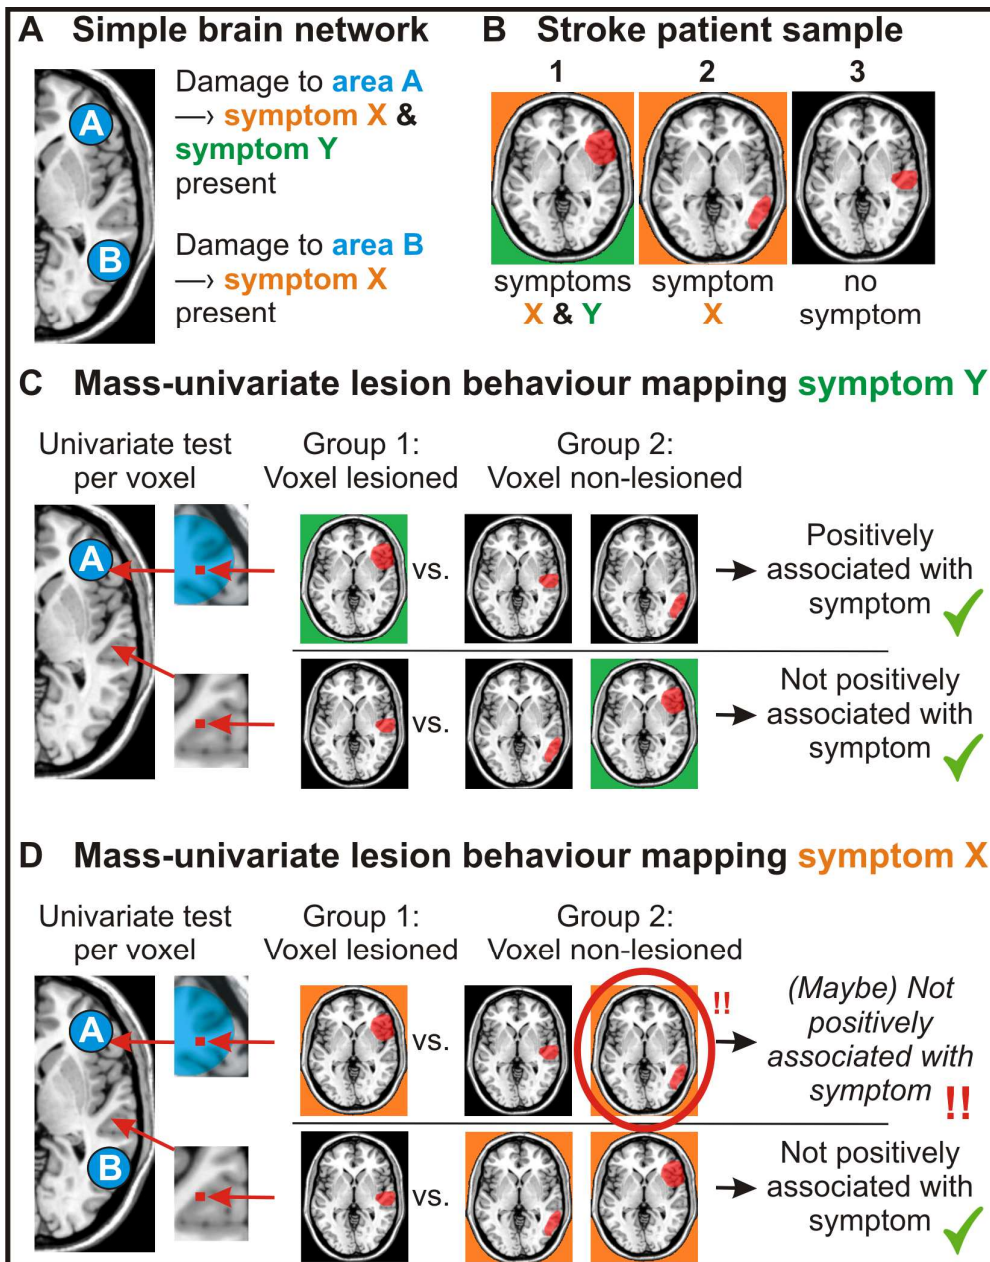 A Simple brain network
Damage to area A
—› symptom X &
symptom Y
present
Damage to area B
—› symptom X
present
A
B
B Stroke patient sample
1 2 3
symptoms
X & Y
symptom
X
no
symptom
C Mass-univariate lesion behaviour mapping symptom Y
Univariate test
per voxel
Group 1:
Voxel lesioned
Group 2:
Voxel non-lesioned
A
vs.
Positively
associated with
symptom
vs.
Not positively
associated with
symptom
D Mass-univariate lesion behaviour mapping symptom X
Univariate test
per voxel
Group 1:
Voxel lesioned
Group 2:
Voxel non-lesioned
A
B
vs.
!!
(Maybe) Not
positively
associated with
symptom !!
vs.
Not positively
associated with
symptom